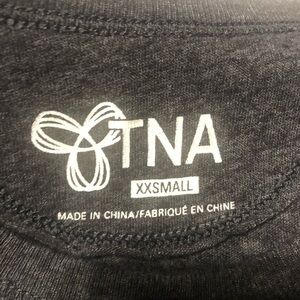 TNA
XXSMALL
MADE IN CHINA/FABRIQUÉ EN CHINE